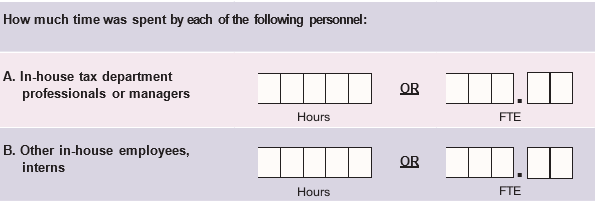 How much time was spent by each of the following personnel:
A. In-house tax department
professionals or managers
OR
.
Hours
FTE
B. Other in-house employees,
interns
OR
.
Hours
FTE